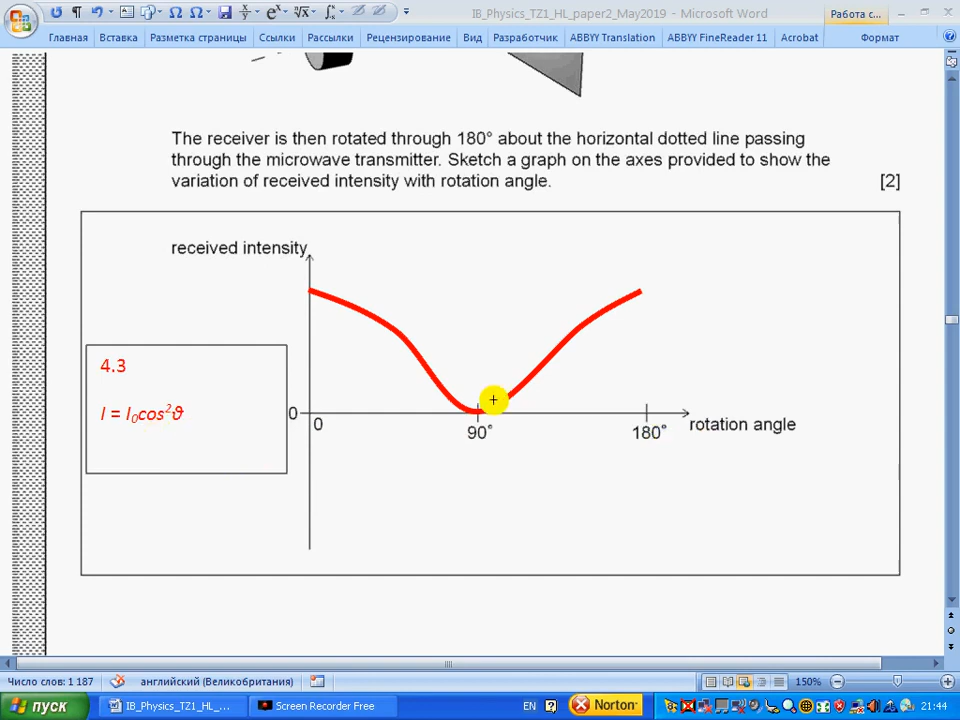 IB_Physics_TZ1_HL_paper2_May2019 - Microsoft Word
Работа с...
Главная Вставка Разметка страницы Ссылки Рассылки Рецензирование Вид Разработчик ABBYY Translation ABBYY FineReader 11 Acrobat Формат
The receiver is then rotated through 180° about the horizontal dotted line passing
through the microwave transmitter. Sketch a graph on the axes provided to show the
variation of received intensity with rotation angle. [2]
received intensity
4.3
I = I₀cos²ϑ
0
0
90°
180°
rotation angle
Число слов: 1 187 английский (Великобритания) 150%
пуск IB_Physics_TZ1_HL_... Screen Recorder Free EN Norton 21:44